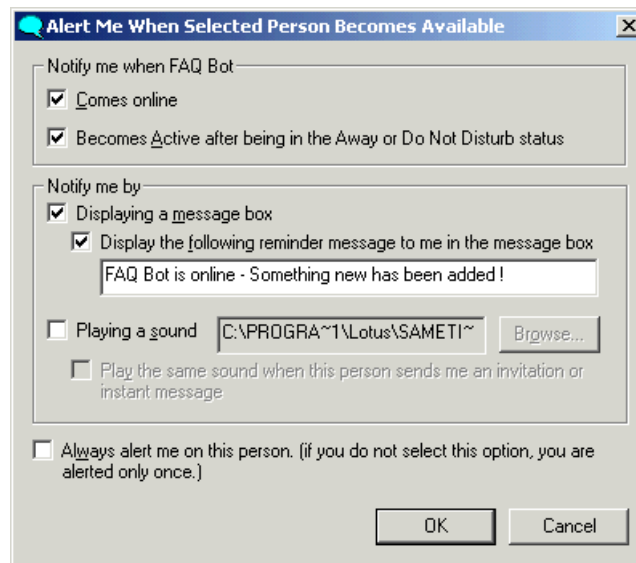 Alert Me When Selected Person Becomes Available
Notify me when FAQ Bot
Comes online
Becomes Active after being in the Away or Do Not Disturb status
Notify me by
Displaying a message box
Display the following reminder message to me in the message box
FAQ Bot is online - Something new has been added !
Playing a sound C:\PROGRA~1\Lotus\SAMETI~ Browse...
Play the same sound when this person sends me an invitation or
instant message
Always alert me on this person. (if you do not select this option, you are
alerted only once.)
OK Cancel